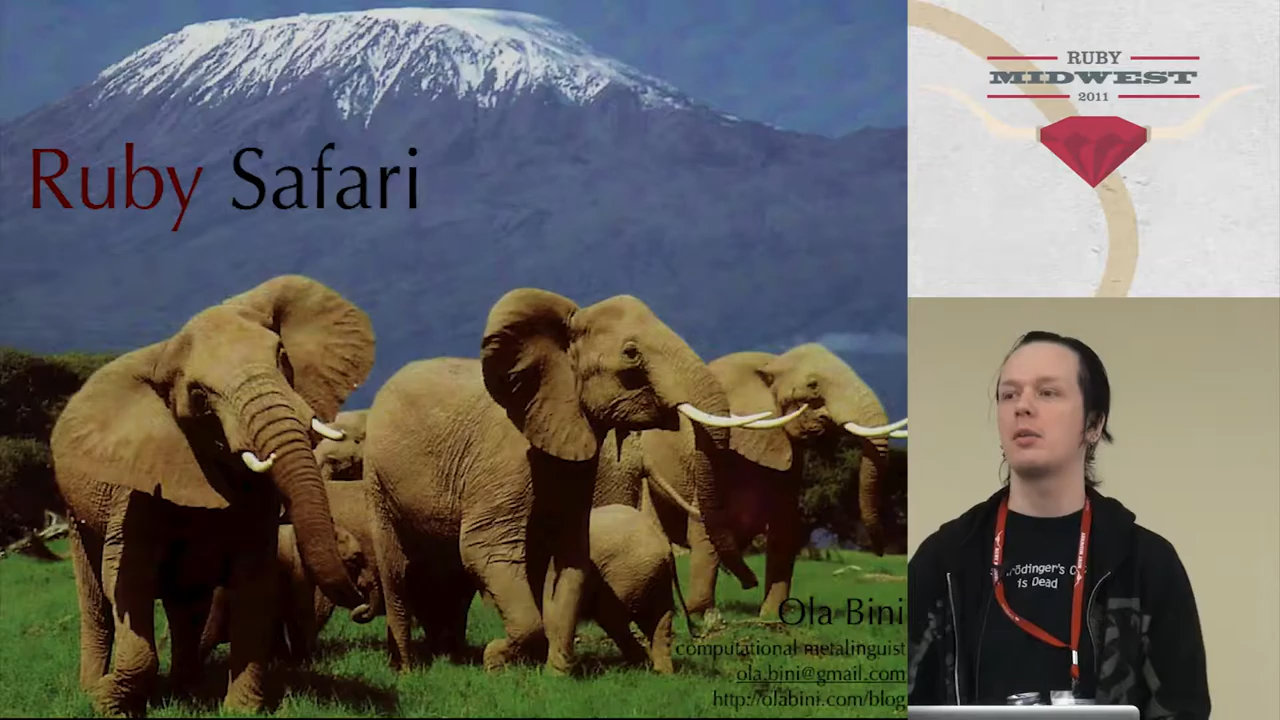 Ruby Safari
Ola Bini
computational metalinguist
ola.bini@gmail.com
http://olabini.com/blog
RUBY
MIDWEST
2011
ödinger's
is Dead